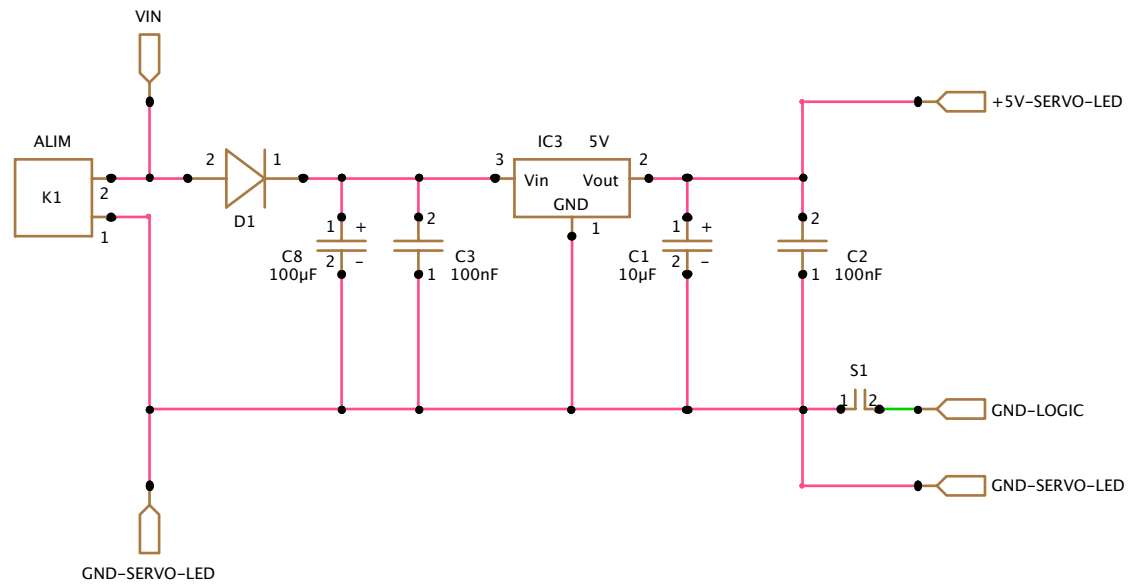 VIN
+5V-SERVO-LED
ALIM
IC3 5V
2 1 3 2
K1 2 Vin Vout
GND
1 D1 1
1 + 2 1 + 2
C8 C3 C1 C2
100µF 100nF 10µF 100nF
2 – 1 2 – 1
S1
1 2 GND-LOGIC
GND-SERVO-LED
GND-SERVO-LED